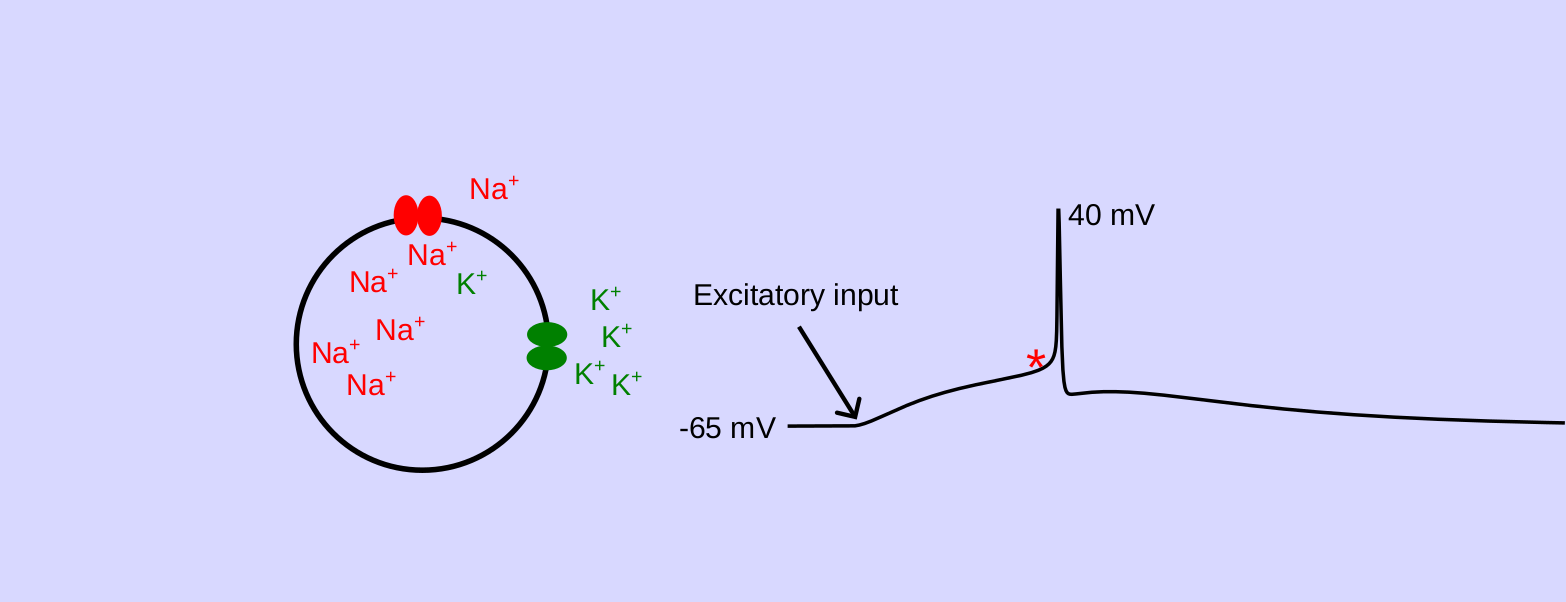 Na⁺
Na⁺
Na⁺
K⁺
Na⁺
Na⁺
Na⁺
K⁺
K⁺
K⁺
K⁺
Excitatory input
-65 mV
*
40 mV